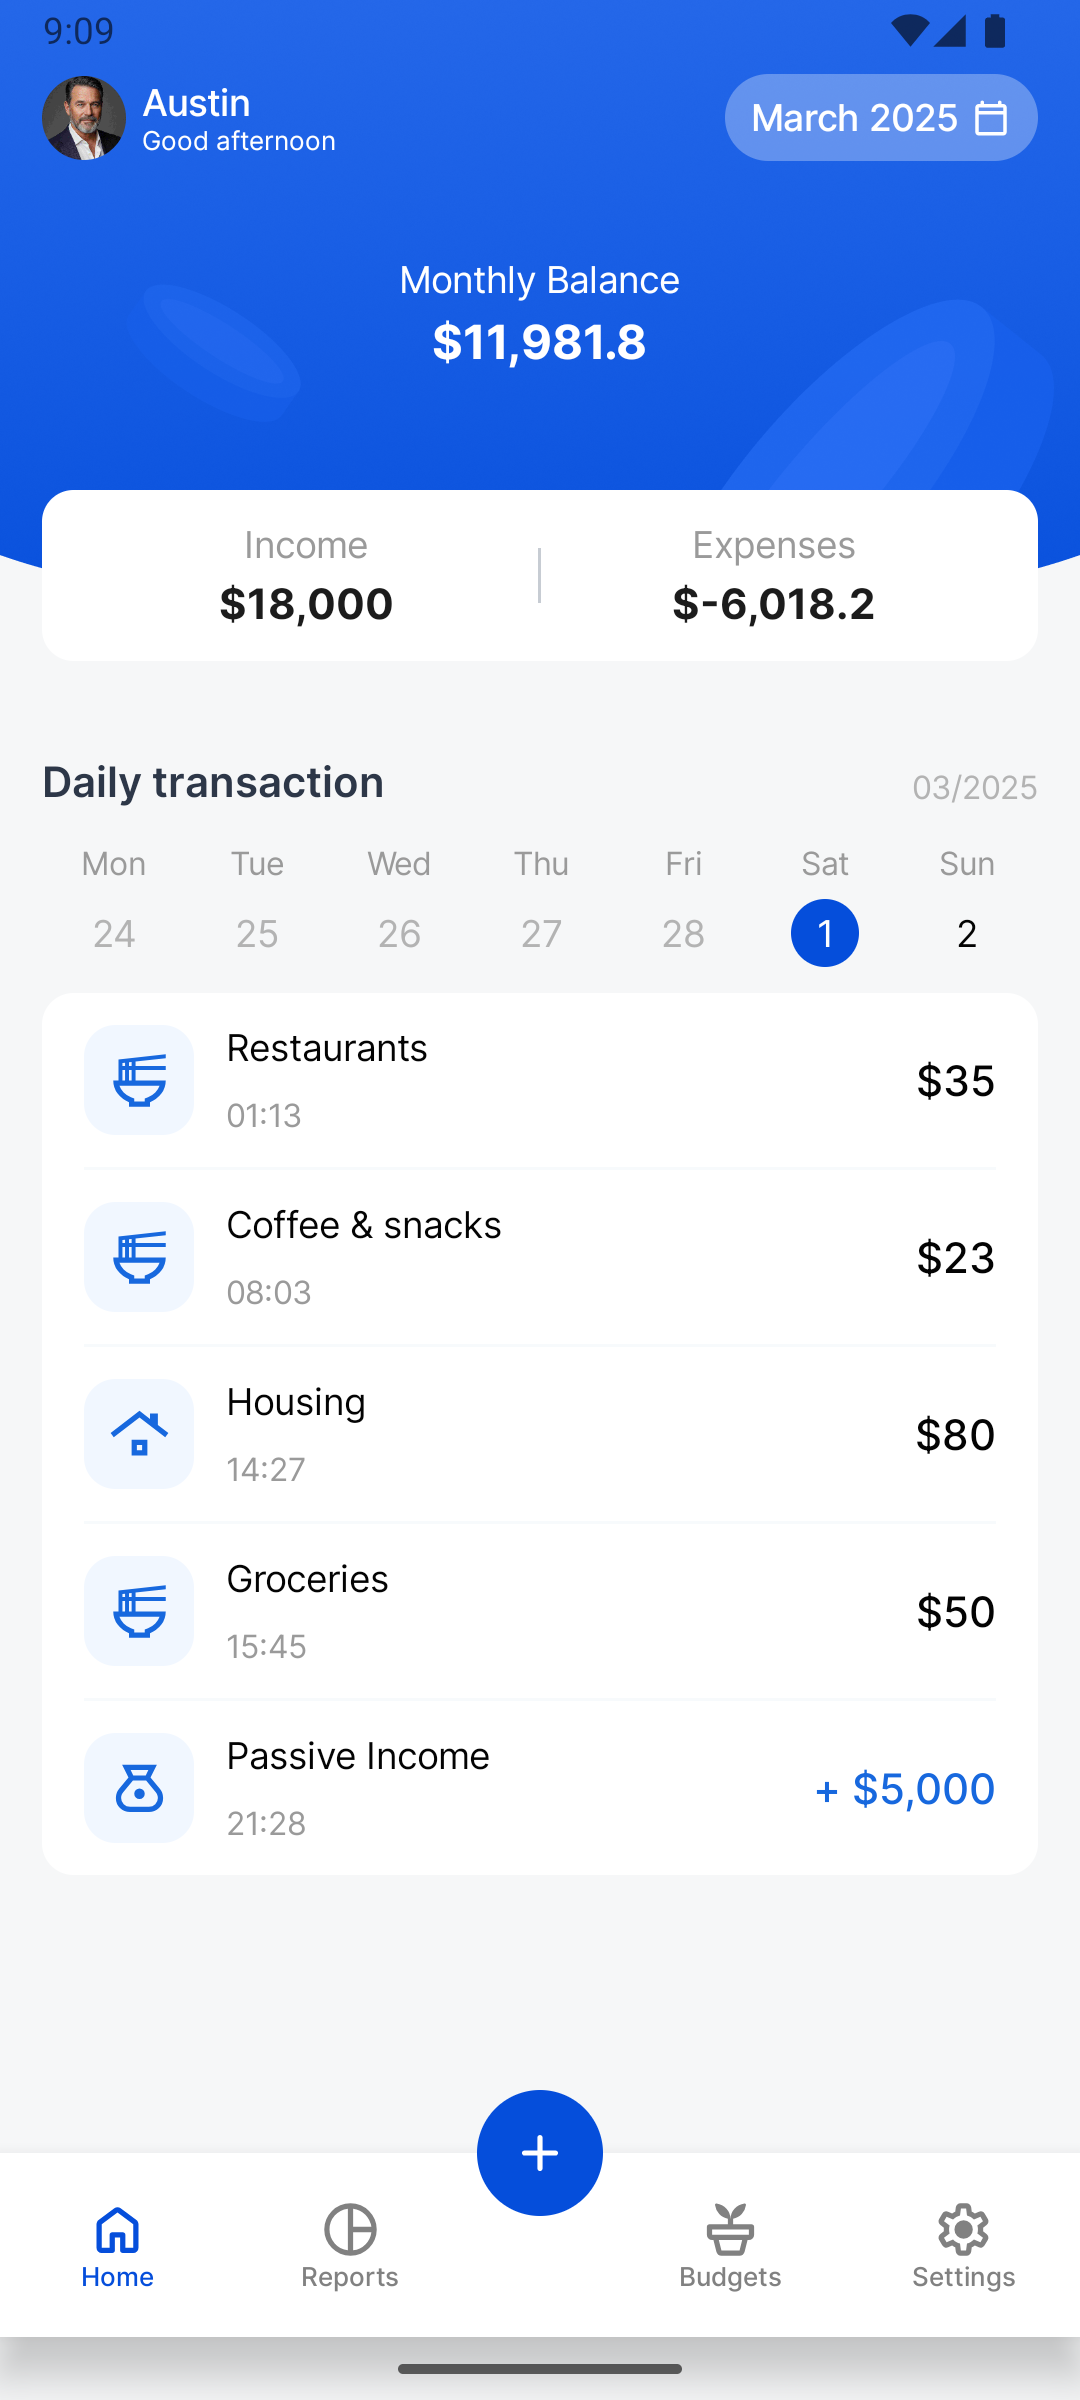 9:09
Austin
Good afternoon
March 2025
Monthly Balance
$11,981.8
Income
$18,000
Expenses
$-6,018.2
Daily transaction
03/2025
Mon Tue Wed Thu Fri Sat Sun
24 25 26 27 28 1 2
Restaurants
01:13
$35
Coffee & snacks
08:03
$23
Housing
14:27
$80
Groceries
15:45
$50
Passive Income
21:28
+ $5,000
Home
Reports
Budgets
Settings